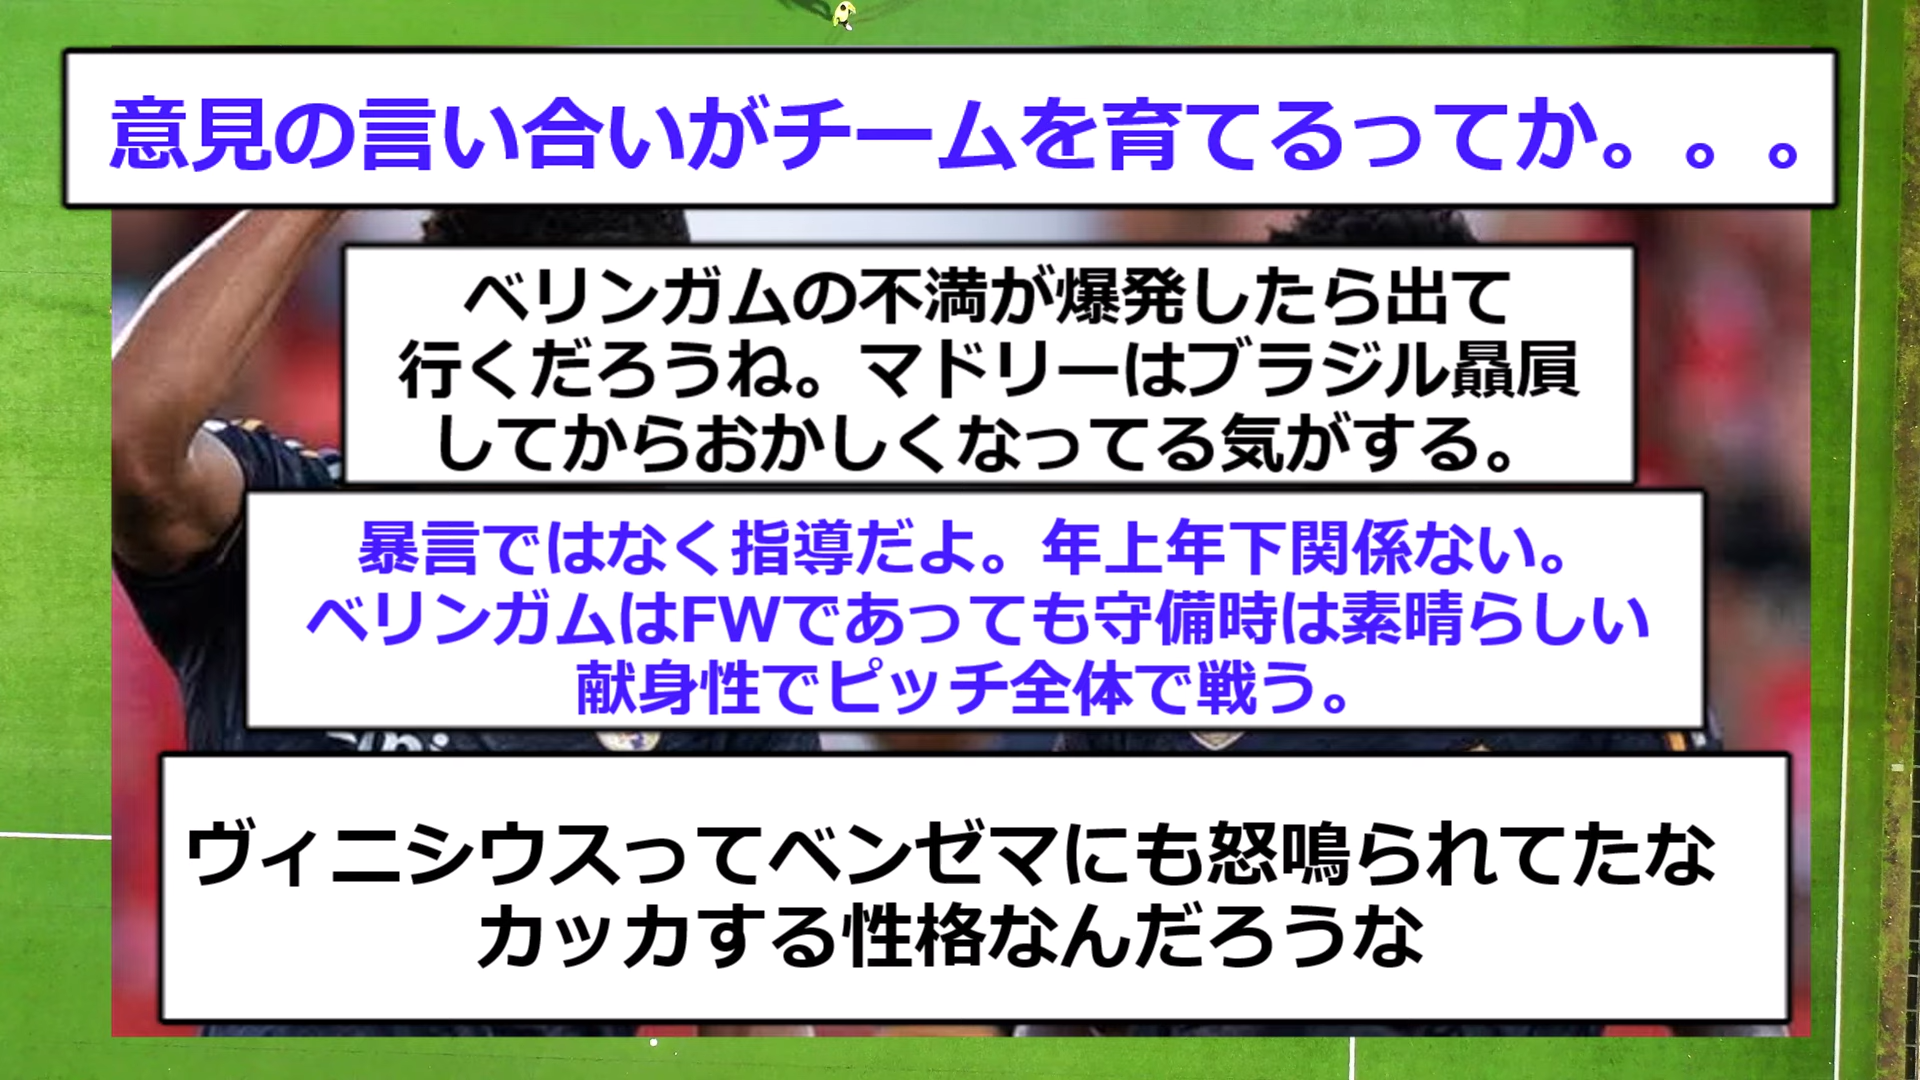 意見の言い合いがチームを育てるってか。。。
ベリンガムの不満が爆発したら出て
行くだろうね。マドリーはブラジル贔屓
してからおかしくなってる気がする。
暴言ではなく指導だよ。年上年下関係ない。
ベリンガムはFWであっても守備時は素晴らしい
献身性でピッチ全体で戦う。
ヴィニシウスってベンゼマにも怒鳴られてたな
カッカする性格なんだろうな